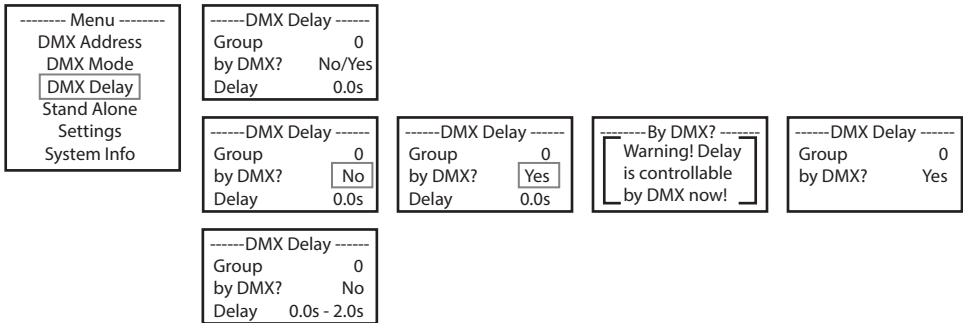 -------- Menu --------
DMX Address
DMX Mode
DMX Delay
Stand Alone
Settings
System Info
------DMX Delay ------
Group 0
by DMX? No/Yes
Delay 0.0s
------DMX Delay ------
Group 0
by DMX? No
Delay 0.0s
------DMX Delay ------
Group 0
by DMX? Yes
Delay 0.0s
--------By DMX? -------
Warning! Delay
is controllable
by DMX now!
------DMX Delay ------
Group 0
by DMX? Yes
------DMX Delay ------
Group 0
by DMX? No
Delay 0.0s - 2.0s